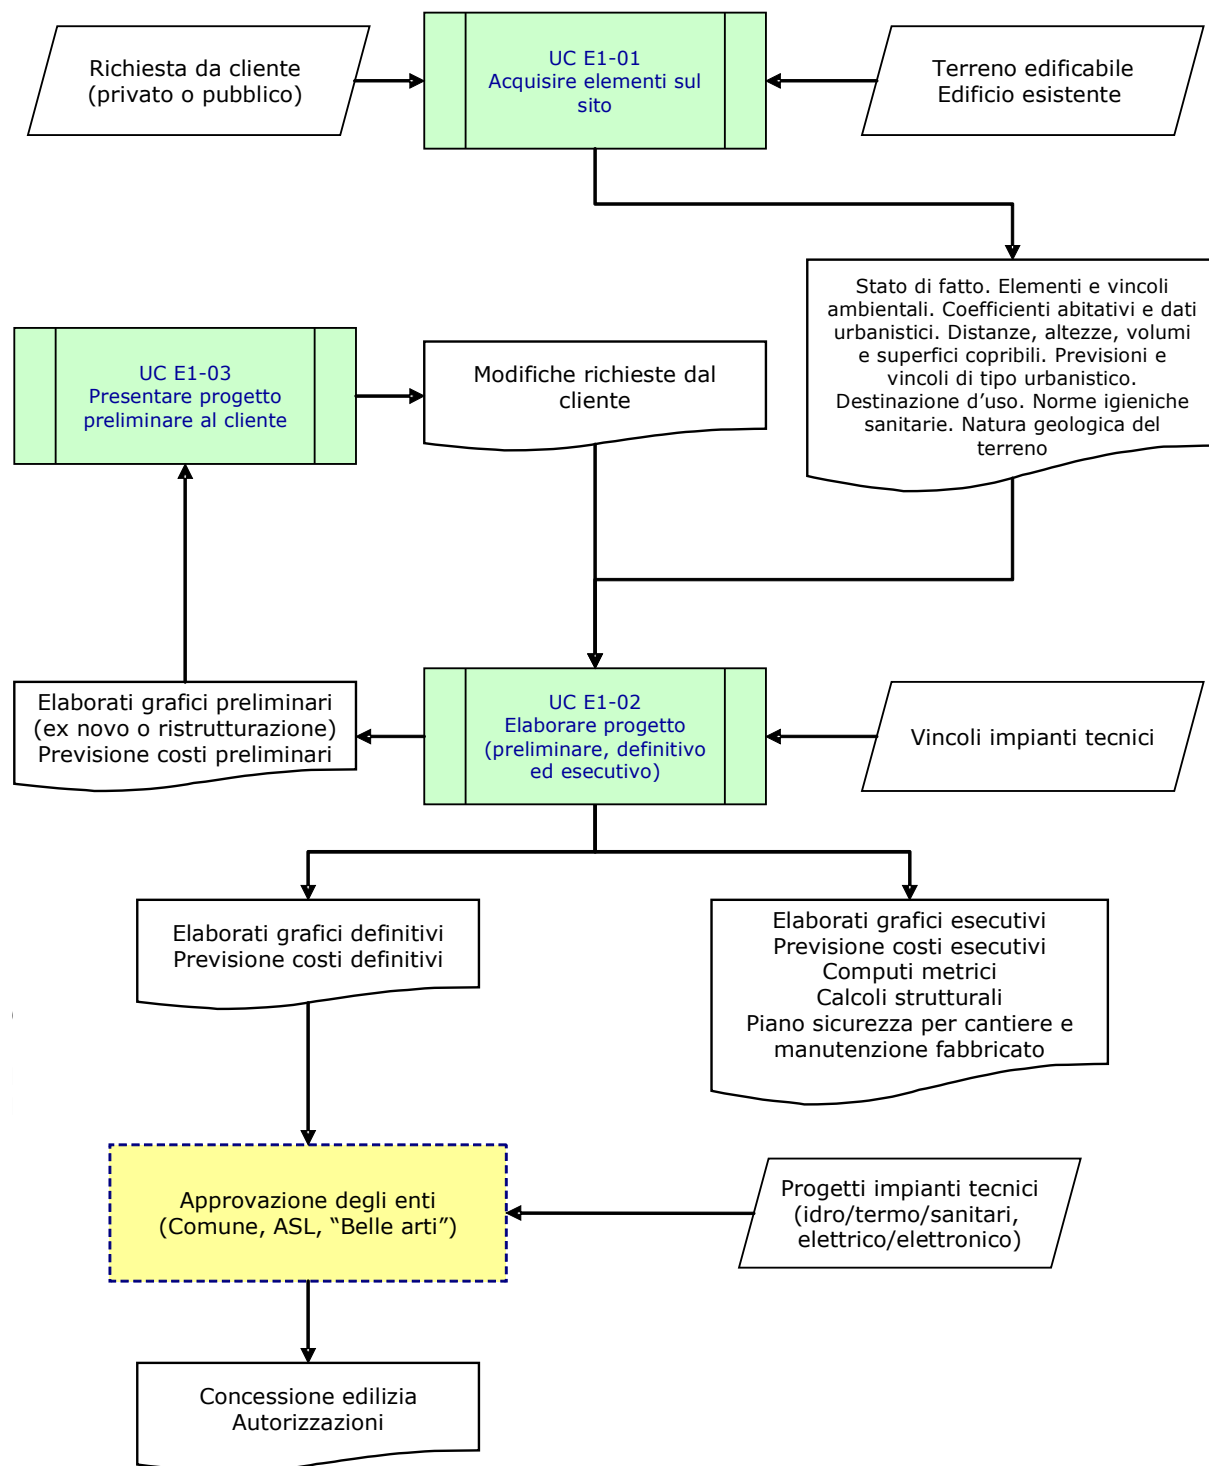 Richiesta da cliente
(privato o pubblico)
UC E1-01
Acquisire elementi sul
sito
Terreno edificabile
Edificio esistente
Stato di fatto. Elementi e vincoli
ambientali. Coefficienti abitativi e dati
urbanistici. Distanze, altezze, volumi
e superfici copribili. Previsioni e
vincoli di tipo urbanistico.
Destinazione d’uso. Norme igieniche
sanitarie. Natura geologica del
terreno
UC E1-03
Presentare progetto
preliminare al cliente
Modifiche richieste dal
cliente
Elaborati grafici preliminari
(ex novo o ristrutturazione)
Previsione costi preliminari
UC E1-02
Elaborare progetto
(preliminare, definitivo
ed esecutivo)
Vincoli impianti tecnici
Elaborati grafici definitivi
Previsione costi definitivi
Elaborati grafici esecutivi
Previsione costi esecutivi
Computi metrici
Calcoli strutturali
Piano sicurezza per cantiere e
manutenzione fabbricato
Approvazione degli enti
(Comune, ASL, “Belle arti”)
Progetti impianti tecnici
(idro/termo/sanitari,
elettrico/elettronico)
Concessione edilizia
Autorizzazioni